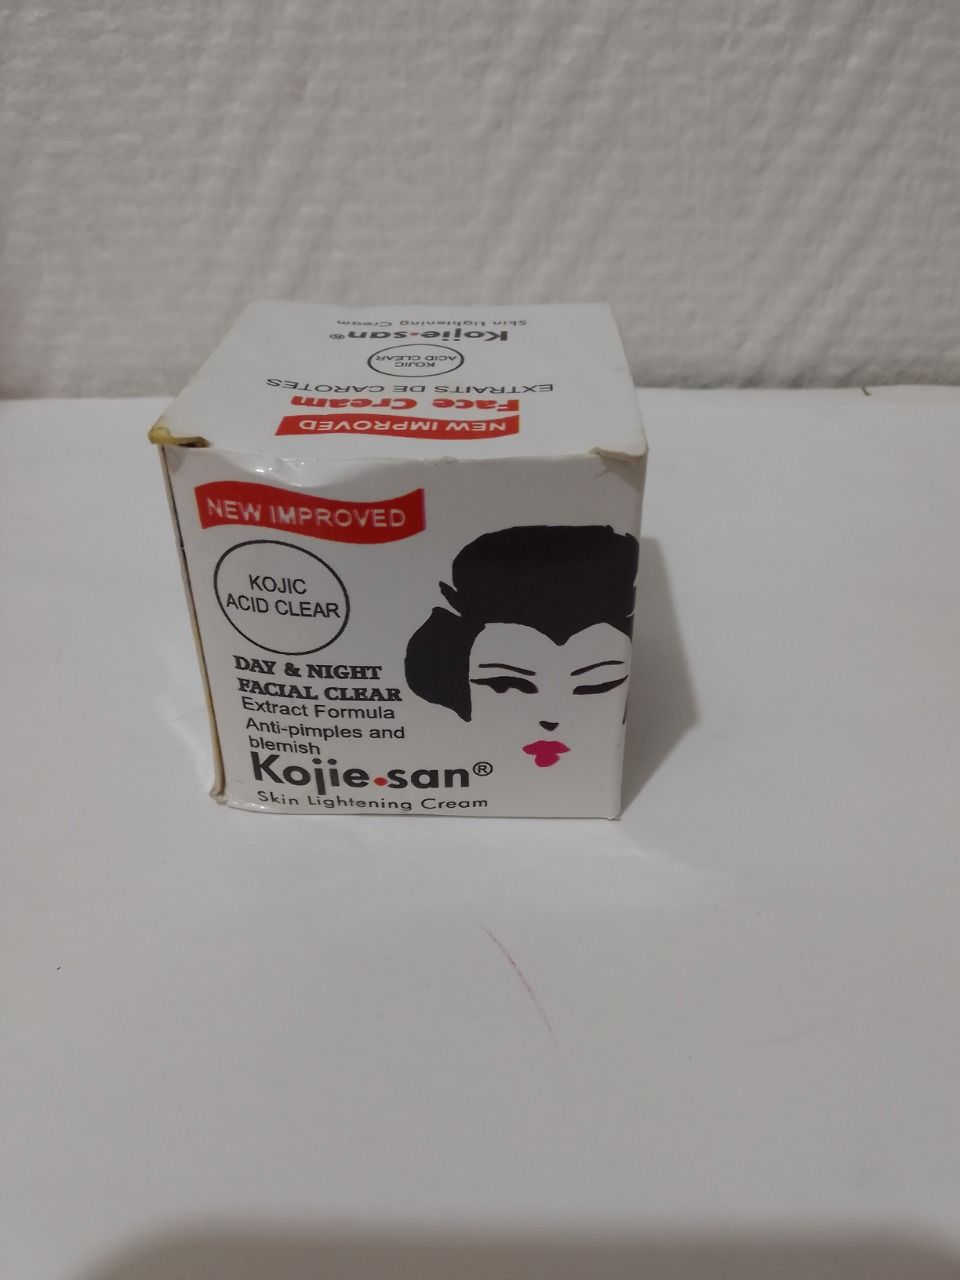 Skin Lightening Cream
Kojie.san®
KOJIC
ACID CLEAR
EXTRAITS DE CAROTES
Face Cream
NEW IMPROVED
NEW IMPROVED
KOJIC
ACID CLEAR
DAY & NIGHT
FACIAL CLEAR
Extract Formula
Anti-pimples and
blemish
Kojie.san®
Skin Lightening Cream